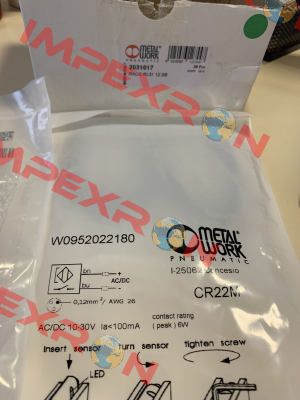 METAL
WORK
PNEUMATIC
2031017
W0952022180
METAL
WORK
PNEUMATIC
I-25062 Concesio
CR22M
bn
+
AC/DC
bu
-
0,12mm² / AWG 26
AC/DC 10-30V Ia<100mA
contact rating
( peak ) 6W
insert sensor
turn sensor
tighten screw
LED
IMPEXRON
IMPEXRON
IMPEXRON